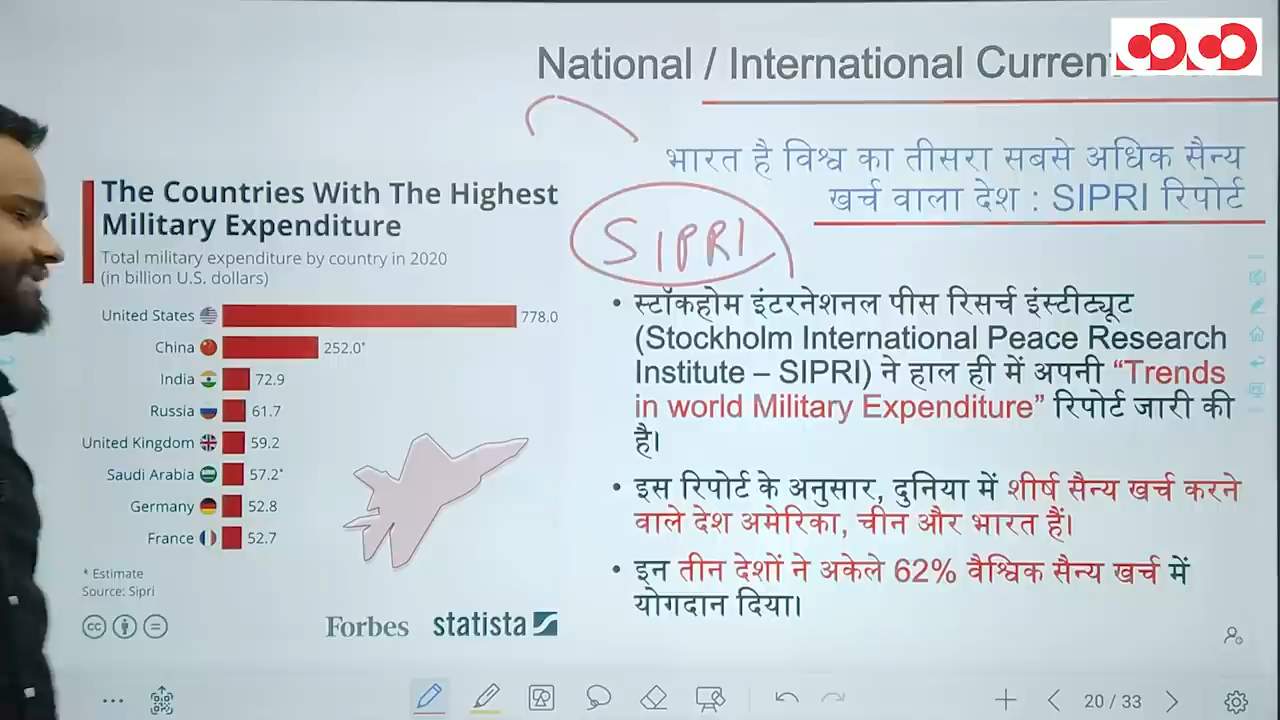 National / International Curren
भारत है विश्व का तीसरा सबसे अधिक सैन्य
खर्च वाला देश : SIPRI रिपोर्ट
SIPRI
The Countries With The Highest
Military Expenditure
Total military expenditure by country in 2020
(in billion U.S. dollars)
United States 778.0
China 252.0*
India 72.9
Russia 61.7
United Kingdom 59.2
Saudi Arabia 57.2*
Germany 52.8
France 52.7
* Estimate
Source: Sipri
Forbes statista
• स्टॉकहोम इंटरनेशनल पीस रिसर्च इंस्टीट्यूट
(Stockholm International Peace Research
Institute – SIPRI) ने हाल ही में अपनी “Trends
in world Military Expenditure” रिपोर्ट जारी की
है।
• इस रिपोर्ट के अनुसार, दुनिया में शीर्ष सैन्य खर्च करने
वाले देश अमेरिका, चीन और भारत हैं।
• इन तीन देशों ने अकेले 62% वैश्विक सैन्य खर्च में
योगदान दिया।
20 / 33